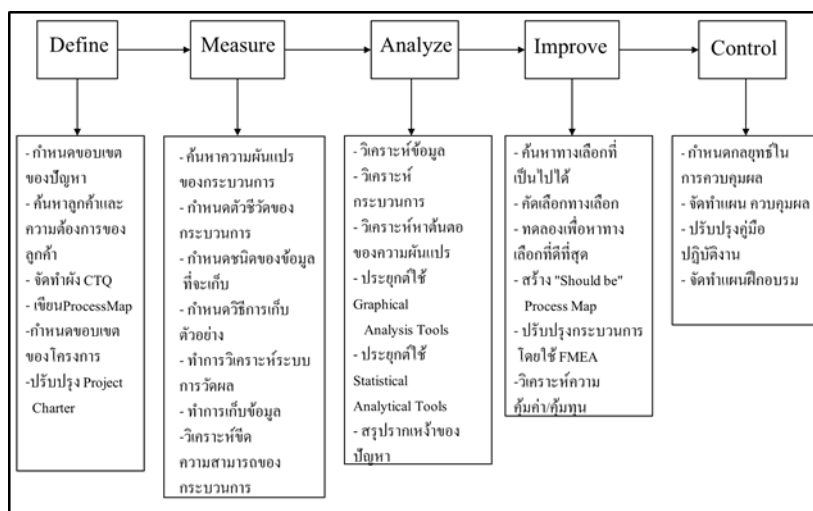 Define
Measure
Analyze
Improve
Control
- กำหนดขอบเขต
ของปัญหา
- ค้นหาลูกค้าและ
ความต้องการของ
ลูกค้า
- จัดทำผัง CTQ
- เขียนProcessMap
-กำหนดขอบเขต
ของโครงการ
-ปรับปรุง Project
Charter
- ค้นหาความผันแปร
ของกระบวนการ
- กำหนดตัวชีวัดของ
กระบวนการ
- กำหนดชนิดของข้อมูล
ที่จะเก็บ
- กำหนดวิธีการเก็บ
ตัวอย่าง
- ทำการวิเคราะห์ระบบ
การวัดผล
- ทำการเก็บข้อมูล
-วิเคราะห์ขีด
ความสามารถของ
กระบวนการ
- วิเคราะห์ข้อมูล
- วิเคราะห์
กระบวนการ
- วิเคราะห์หาต้นตอ
ของความผันแปร
- ประยุกต์ใช้
Graphical
Analysis Tools
- ประยุกต์ใช้
Statistical
Analytical Tools
- สรุปรากเหง้าของ
ปัญหา
- ค้นหาทางเลือกที่
เป็นไปได้
- คัดเลือกทางเลือก
- ทดลองเพื่อหาทาง
เลือกที่ดีที่สุด
- สร้าง "Should be"
Process Map
- ปรับปรุงกระบวนการ
โดยใช้ FMEA
-วิเคราะห์ความ
คุ้มค่า/คุ้มทุน
- กำหนดกลยุทธ์ใน
การควบคุมผล
- จัดทำแผน ควบคุมผล
- ปรับปรุงคู่มือ
ปฏิบัติงาน
- จัดทำแผนฝึกอบรม